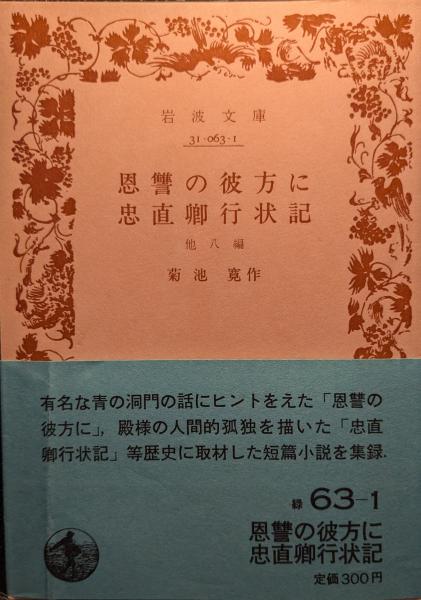 岩波文庫
31-063-1
恩讐の彼方に
忠直卿行状記
他八編
菊池 寛作
有名な青の洞門の話にヒントをえた「恩讐の
彼方に」，殿様の人間的孤独を描いた「忠直
卿行状記」等歴史に取材した短篇小説を集録．
緑 63-1
恩讐の彼方に
忠直卿行状記
定価300円